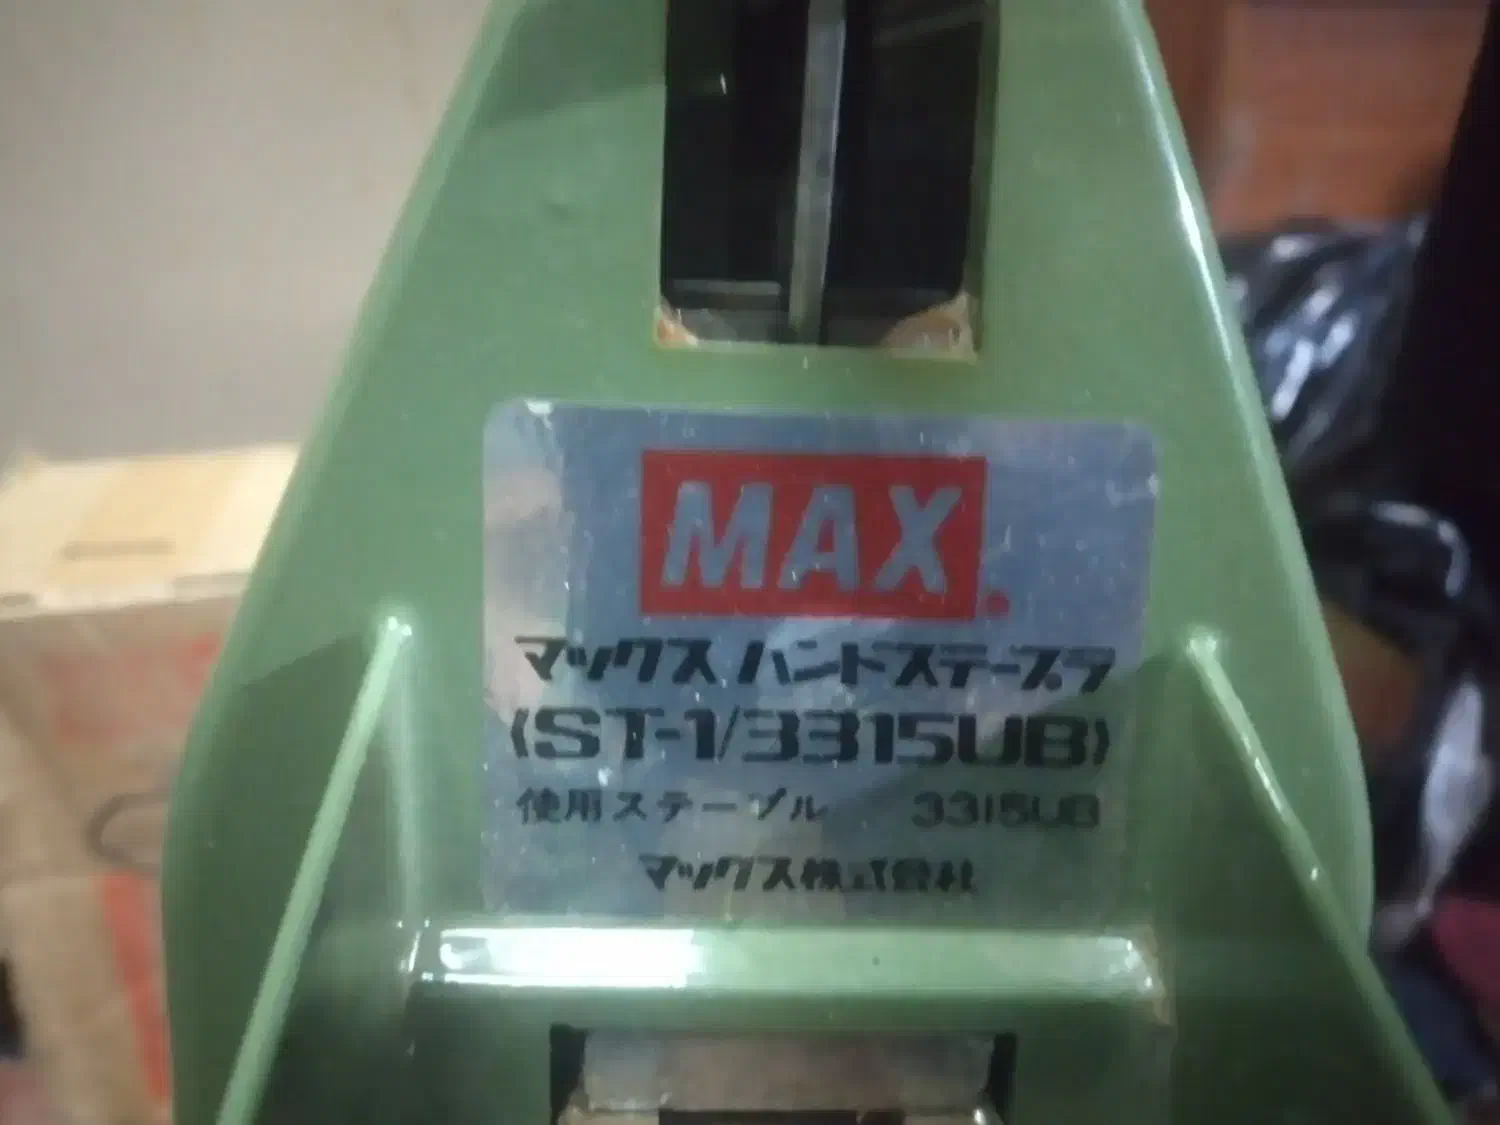 MAX.
マックス ハンドステープラ
(ST-1/3315UB)
使用ステープル 3315UB
マックス株式会社